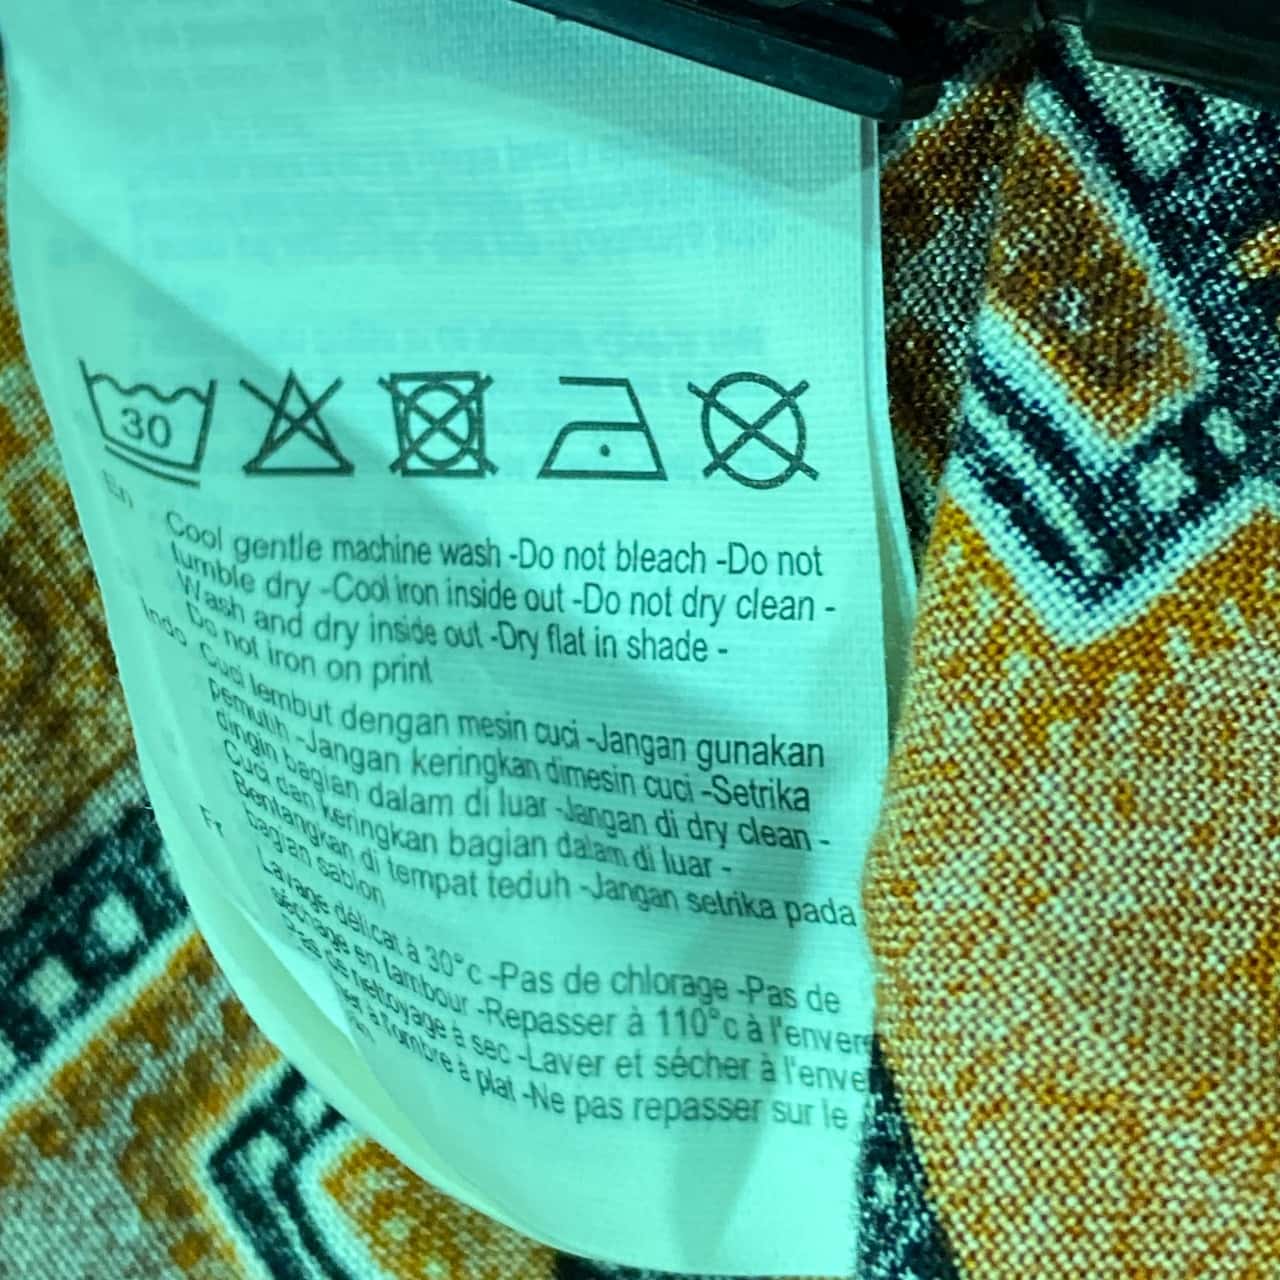 30
En
Cool gentle machine wash -Do not bleach -Do not
tumble dry -Cool iron inside out -Do not dry clean -
Wash and dry inside out -Dry flat in shade -
Do not iron on print
Indo
Cuci lembut dengan mesin cuci -Jangan gunakan
pemutih -Jangan keringkan dimesin cuci -Setrika
dingin bagian dalam di luar -Jangan di dry clean -
Cuci dan keringkan bagian dalam di luar -
Bentangkan di tempat teduh -Jangan setrika pada
bagian sablon
Fr
Lavage délicat à 30°c -Pas de chlorage -Pas de
séchage en tambour -Repasser à 110°c à l'envers
Pas de nettoyage à sec -Laver et sécher à l'enve
à l'ombre à plat -Ne pas repasser sur le